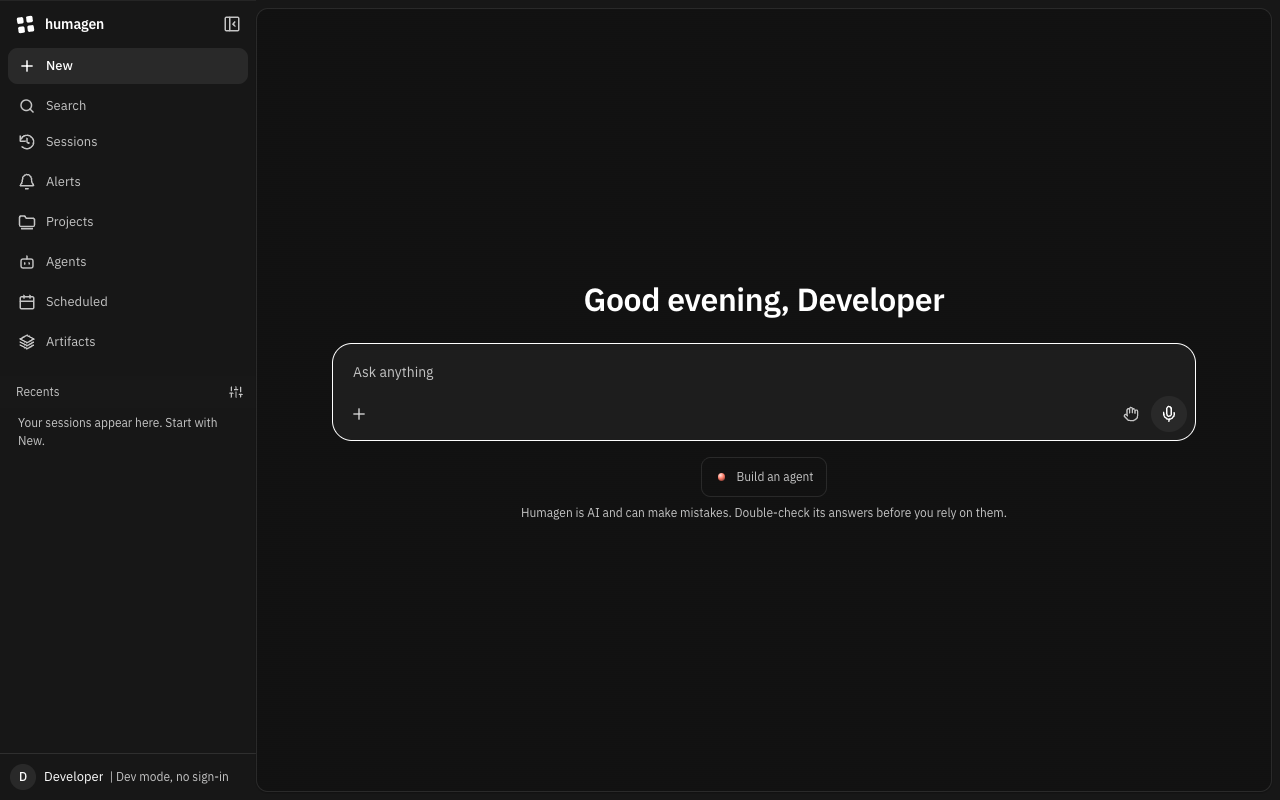 humagen
New
Search
Sessions
Alerts
Projects
Agents
Scheduled
Artifacts
Recents
Your sessions appear here. Start with
New.
D Developer | Dev mode, no sign-in
Good evening, Developer
Ask anything
Build an agent
Humagen is AI and can make mistakes. Double-check its answers before you rely on them.